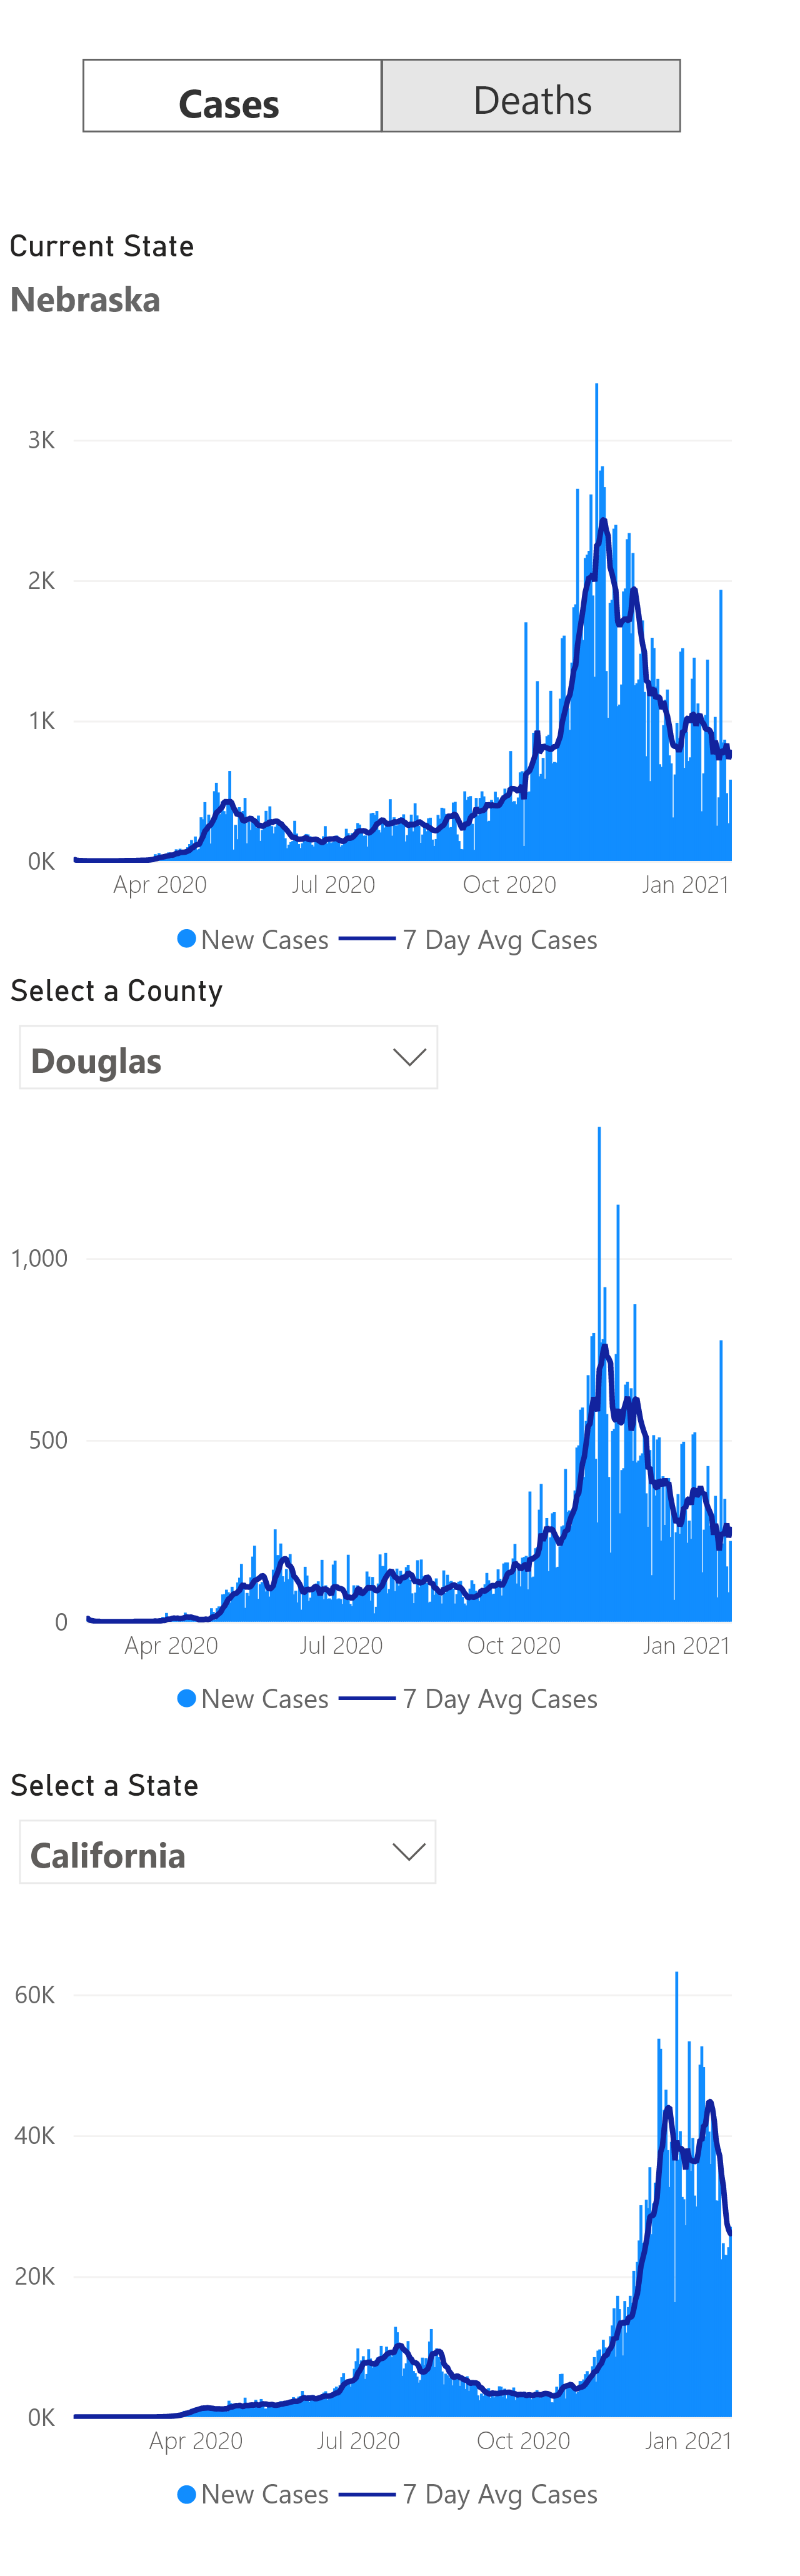 Cases Deaths
Current State
Nebraska
3K
2K
1K
0K
Apr 2020 Jul 2020 Oct 2020 Jan 2021
New Cases 7 Day Avg Cases
Select a County
Douglas
1,000
500
0
Apr 2020 Jul 2020 Oct 2020 Jan 2021
New Cases 7 Day Avg Cases
Select a State
California
60K
40K
20K
0K
Apr 2020 Jul 2020 Oct 2020 Jan 2021
New Cases 7 Day Avg Cases